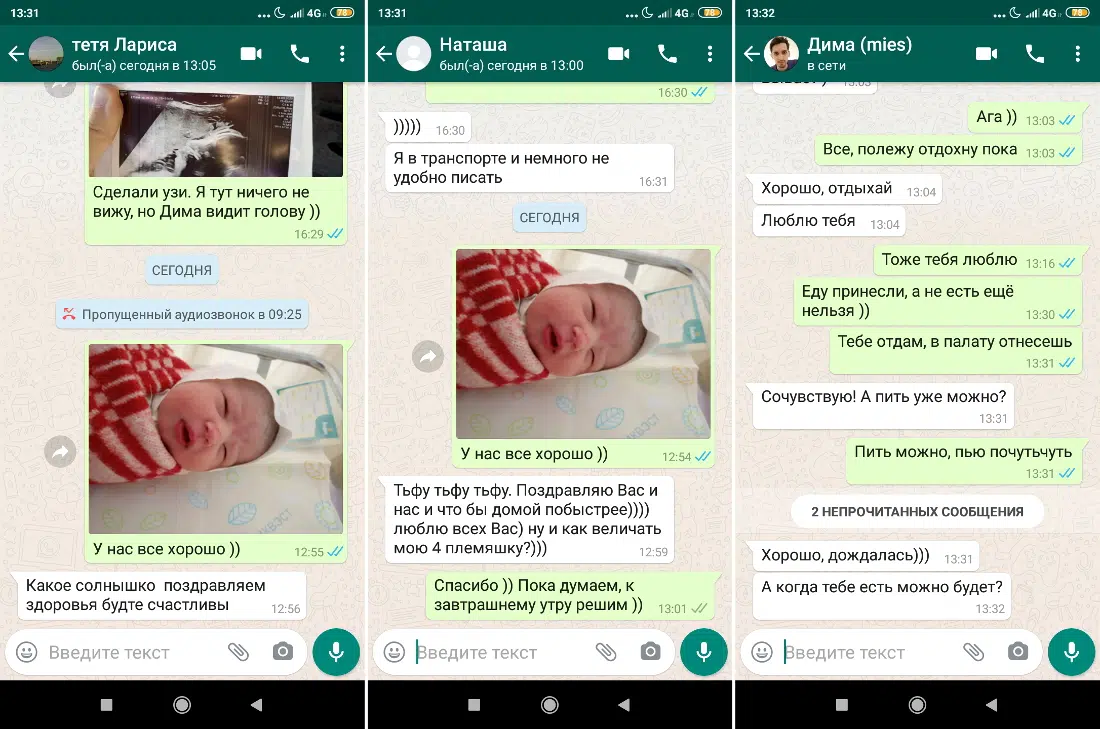 13:31
4G
78
тетя Лариса
был(-а) сегодня в 13:05
Сделали узи. Я тут ничего не
вижу, но Дима видит голову ))
16:29
СЕГОДНЯ
Пропущенный аудиозвонок в 09:25
У нас все хорошо ))
12:55
Какое солнышко поздравляем
здоровья будте счастливы
12:56
Введите текст
13:31
4G
78
Наташа
был(-а) сегодня в 13:00
16:30
)))))
16:30
Я в транспорте и немного не
удобно писать
16:31
СЕГОДНЯ
У нас все хорошо ))
12:54
Тьфу тьфу тьфу. Поздравляю Вас и
нас и что бы домой побыстрее))))
люблю всех Вас) ну и как величать
мою 4 племяшку?)))
12:59
Спасибо )) Пока думаем, к
завтрашнему утру решим ))
13:01
Введите текст
13:32
4G
78
Дима (mies)
в сети
13:03
Ага ))
13:03
Все, полежу отдохну пока
13:03
Хорошо, отдыхай
13:04
Люблю тебя
13:04
Тоже тебя люблю
13:16
Еду принесли, а не есть ещё
нельзя ))
13:30
Тебе отдам, в палату отнесешь
13:31
Сочувствую! А пить уже можно?
13:31
Пить можно, пью почутьчуть
13:31
2 НЕПРОЧИТАННЫХ СООБЩЕНИЯ
Хорошо, дождалась)))
13:31
А когда тебе есть можно будет?
13:32
Введите текст